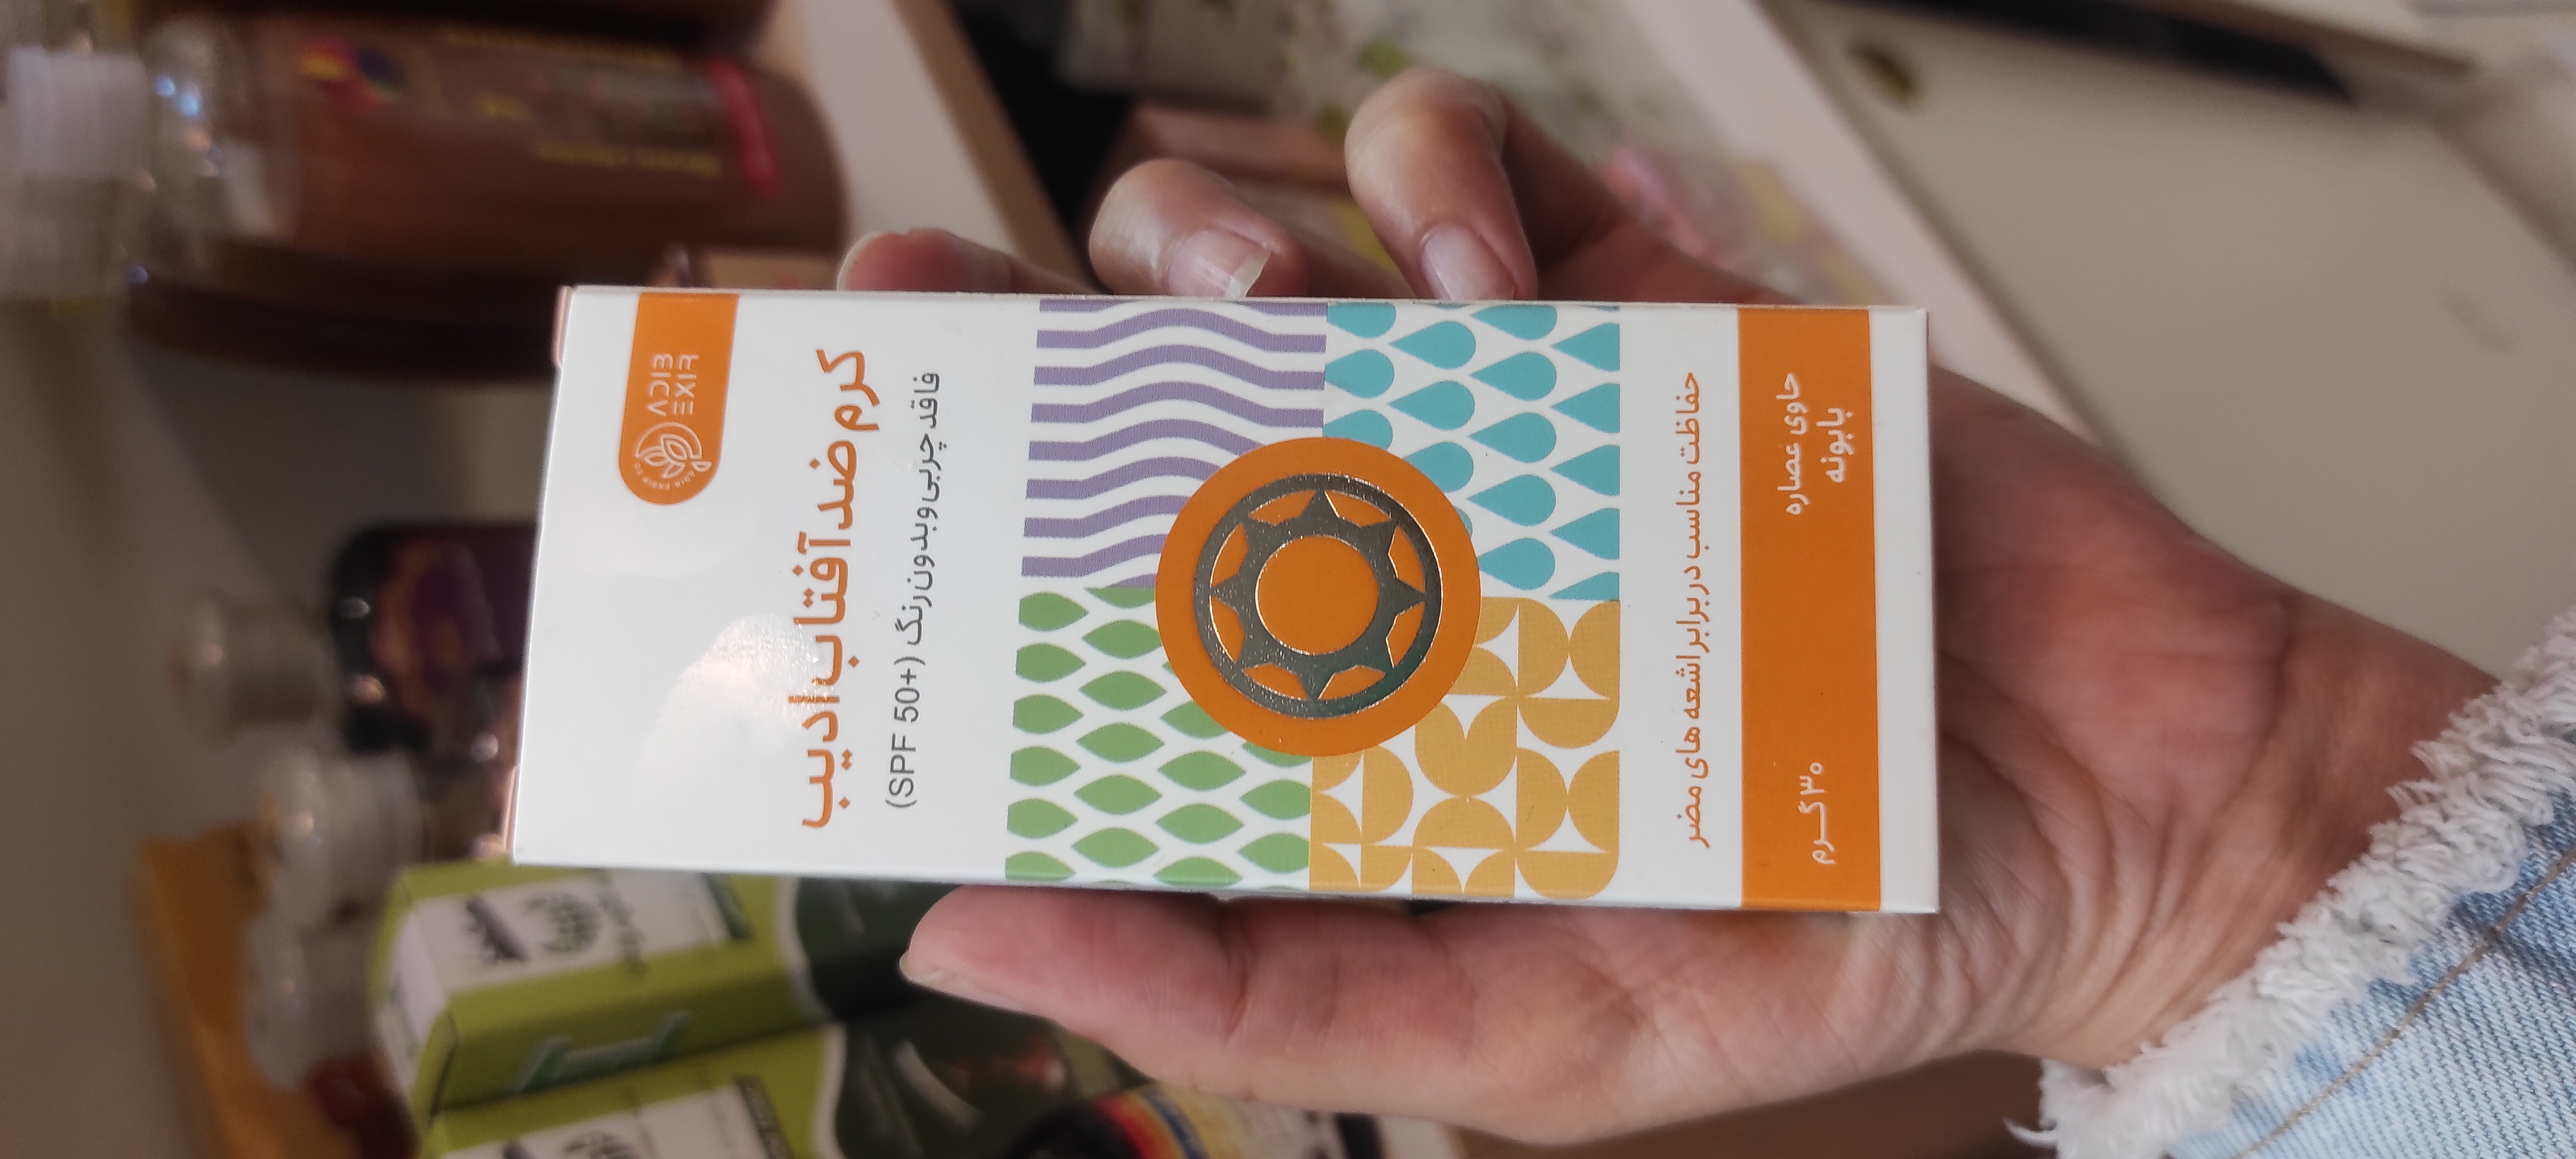 ADIB
EXIR
کرم ضد آفتاب ادیب
فاقد چربی و بدون رنگ (SPF 50+)
حفاظت مناسب در برابر اشعه های مضر
حاوی عصاره
بابونه
۳۰ گرم